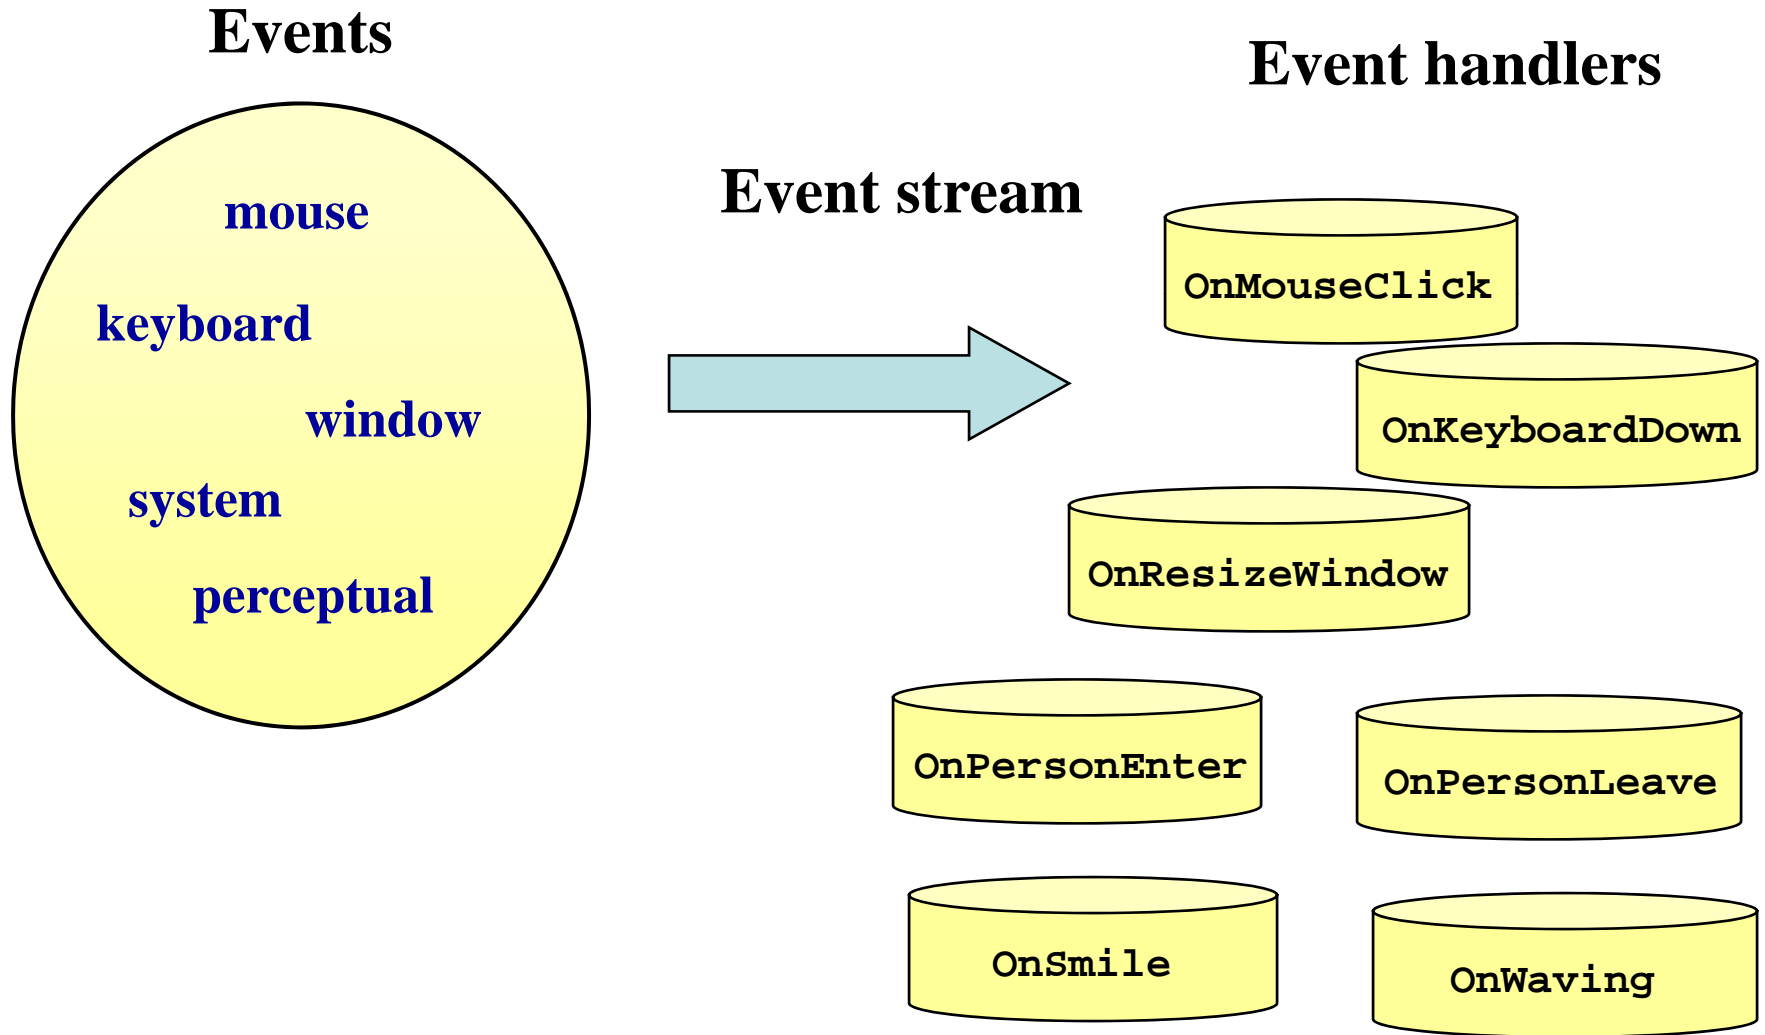 Events
mouse
keyboard
window
system
perceptual
Event stream
Event handlers
OnMouseClick
OnKeyboardDown
OnResizeWindow
OnPersonEnter
OnPersonLeave
OnSmile
OnWaving